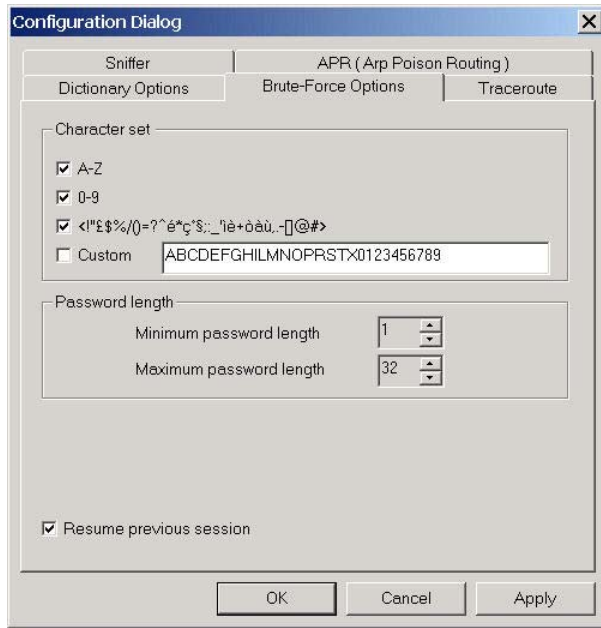 Configuration Dialog
Sniffer
APR ( Arp Poison Routing )
Dictionary Options
Brute-Force Options
Traceroute
Character set
A-Z
0-9
<!"£$%/()=?^é*ç°§;:_'ìè+òàù,.-[]@#>
Custom
ABCDEFGHILMNOPRSTX0123456789
Password length
Minimum password length
1
Maximum password length
32
Resume previous session
OK
Cancel
Apply